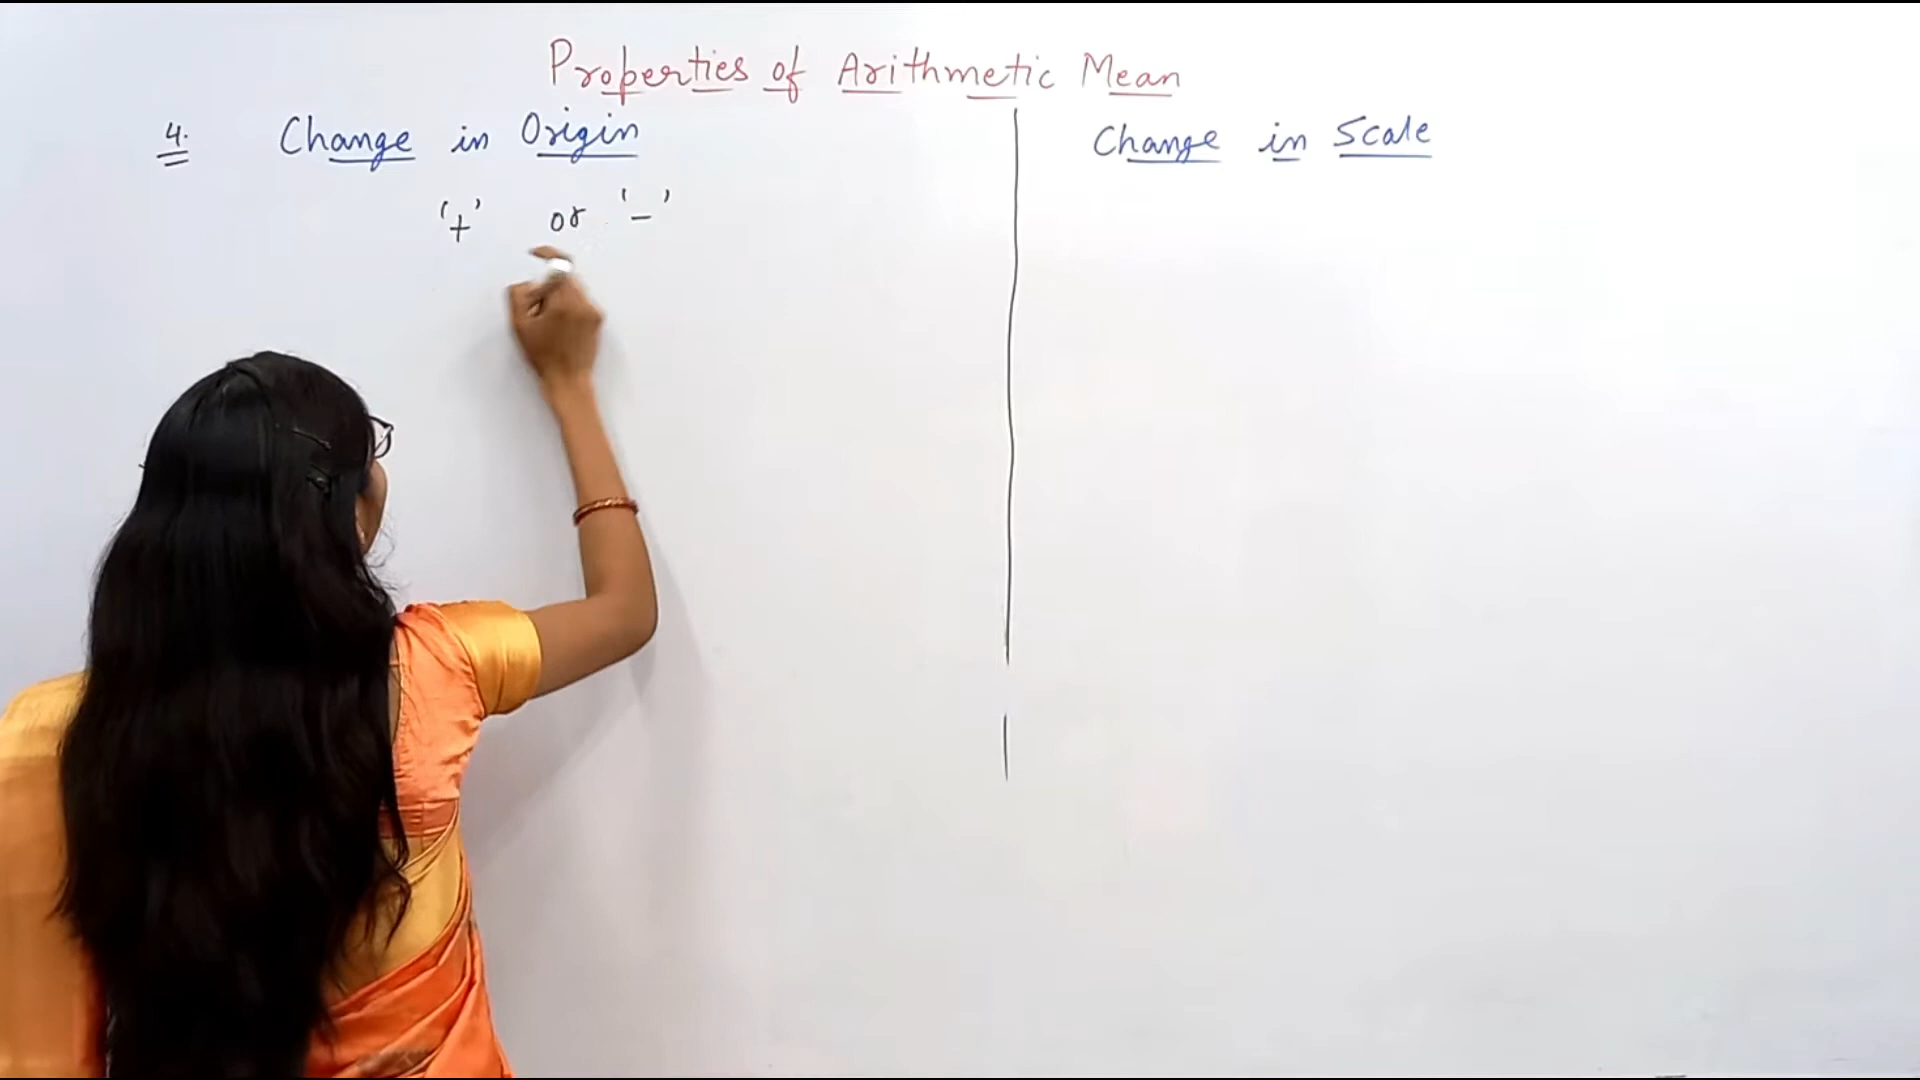 Properties of Arithmetic Mean
4. Change in Origin
'+' or '-'
Change in Scale